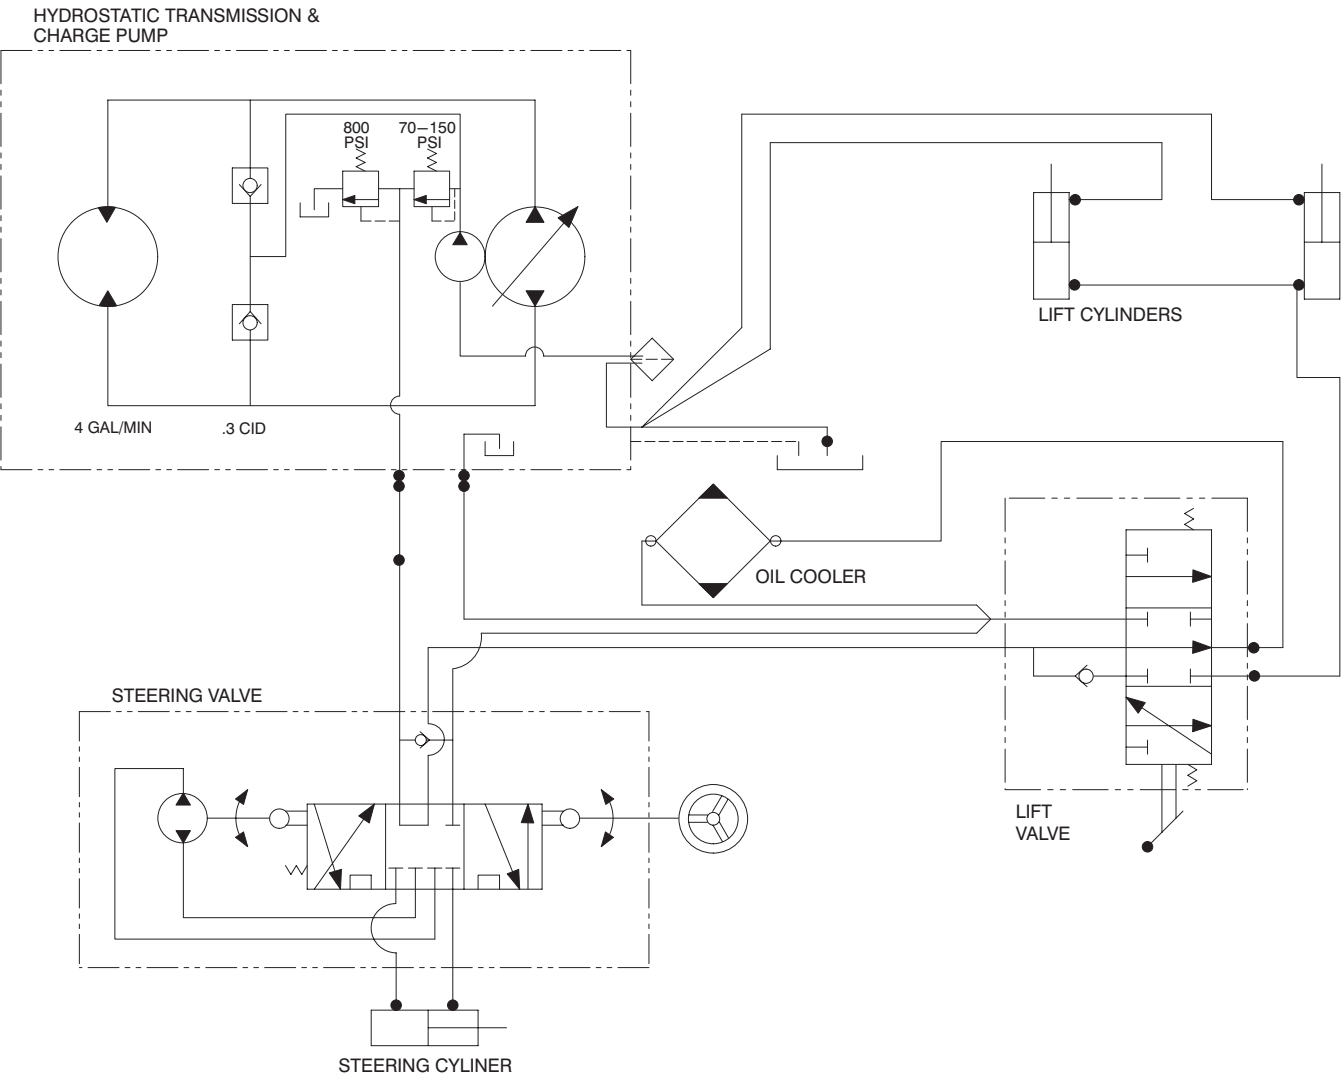 HYDROSTATIC TRANSMISSION &
CHARGE PUMP
800
PSI
70–150
PSI
4 GAL/MIN
.3 CID
LIFT CYLINDERS
OIL COOLER
STEERING VALVE
LIFT
VALVE
STEERING CYLINER